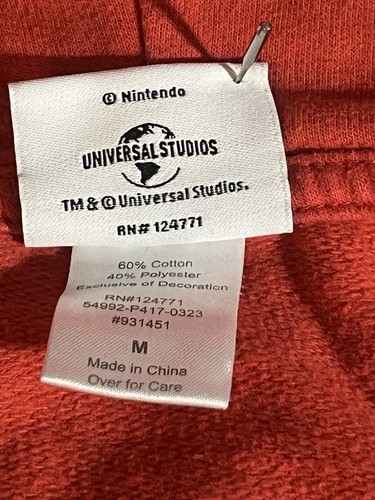 © Nintendo
UNIVERSAL STUDIOS
TM & © Universal Studios.
RN# 124771
60% Cotton
40% Polyester
Exclusive of Decoration
RN#124771
54992-P417-0323
#931451
M
Made in China
Over for Care